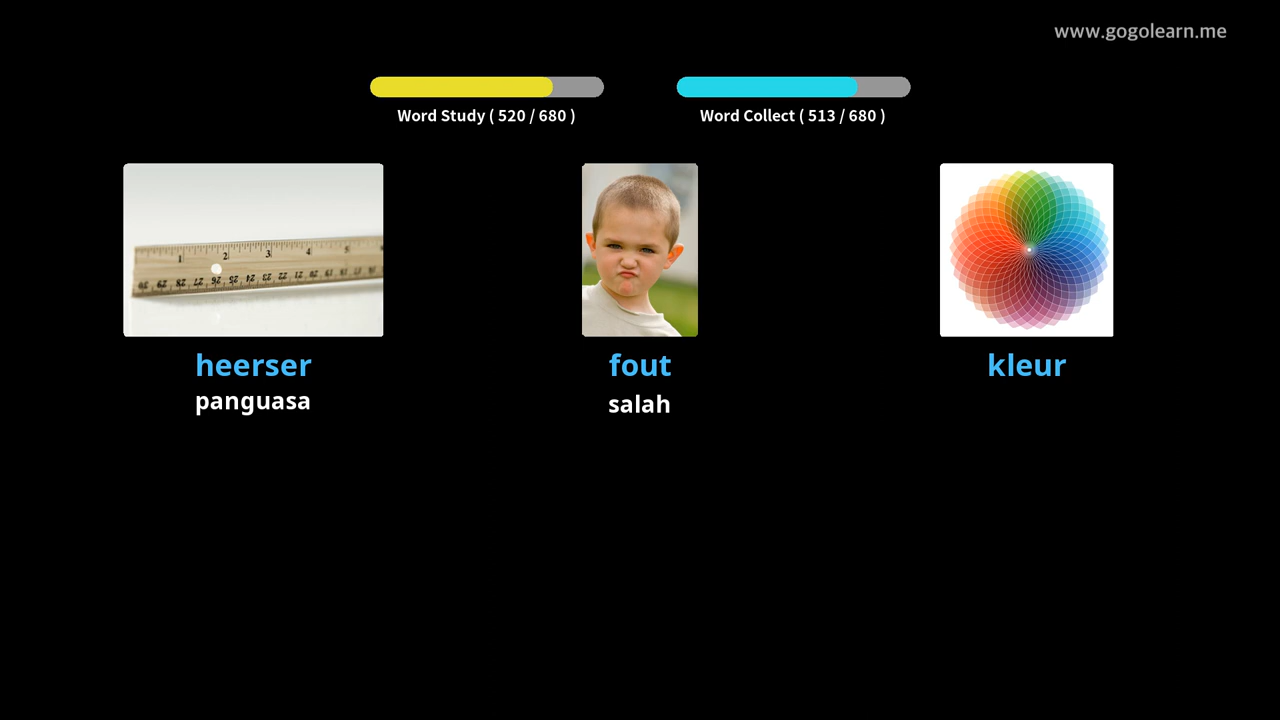 www.gogolearn.me
Word Study ( 520 / 680 )
Word Collect ( 513 / 680 )
heerser
panguasa
fout
salah
kleur